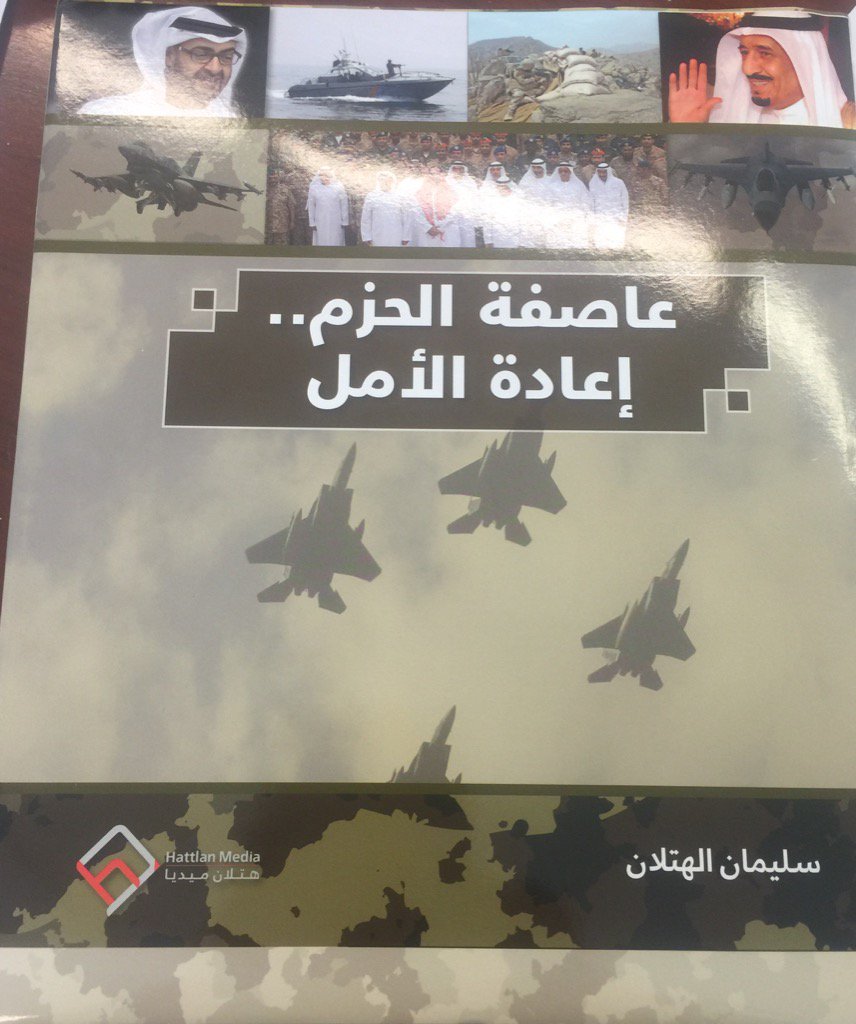 عاصفة الحزم..
إعادة الأمل
سليمان الهتلان
Hattlan Media
هتلان ميديا